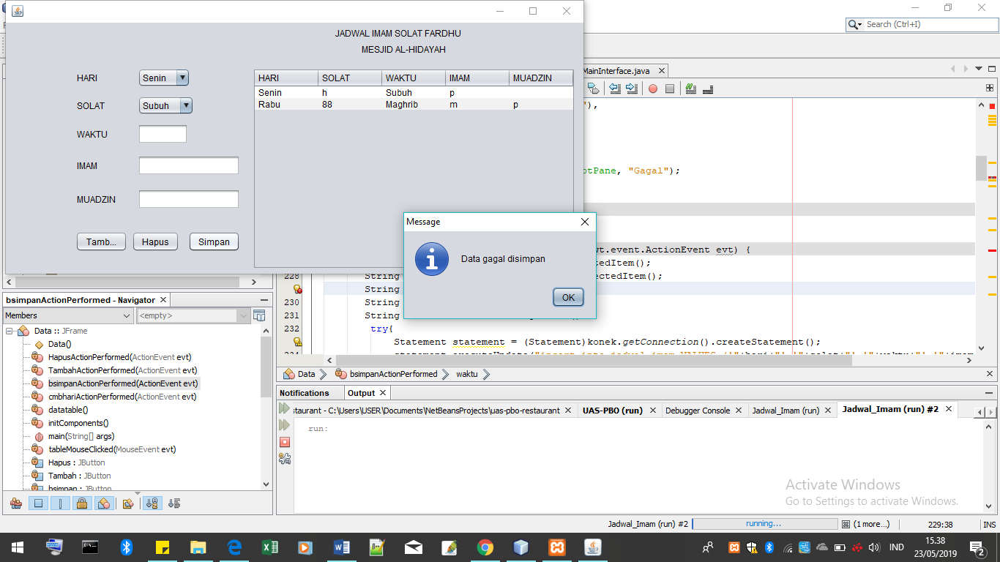 Search (Ctrl+I)
JADWAL IMAM SOLAT FARDHU
MESJID AL-HIDAYAH
HARI Senin
SOLAT Subuh
WAKTU
IMAM
MUADZIN
Tamb... Hapus Simpan
HARI SOLAT WAKTU IMAM MUADZIN
Senin h Subuh p
Rabu 88 Maghrib m p
MainInterface.java
"),
otPane, "Gagal");
Message
Data gagal disimpan
OK
wt.event.ActionEvent evt) {
tedItem();
228 String ectedItem();
String
230 String
231 String
232 try{
Statement statement = (Statement)konek.getConnection().createStatement();
Data bsimpanActionPerformed waktu
bsimpanActionPerformed - Navigator
Members <empty>
Data :: JFrame
Data()
HapusActionPerformed(ActionEvent evt)
TambahActionPerformed(ActionEvent evt)
bsimpanActionPerformed(ActionEvent evt)
cmbhariActionPerformed(ActionEvent evt)
datatable()
initComponents()
main(String[] args)
tableMouseClicked(MouseEvent evt)
Hapus : JButton
Tambah : JButton
bsimpan : JButton
Notifications Output
staurant - C:\Users\USER\Documents\NetBeansProjects\uas-pbo-restaurant UAS-PBO (run) Debugger Console Jadwal_Imam (run) Jadwal_Imam (run) #2
run:
Activate Windows
Go to Settings to activate Windows.
Jadwal_Imam (run) #2 running... (1 more...) 229:38 INS
IND 15.38
23/05/2019
2